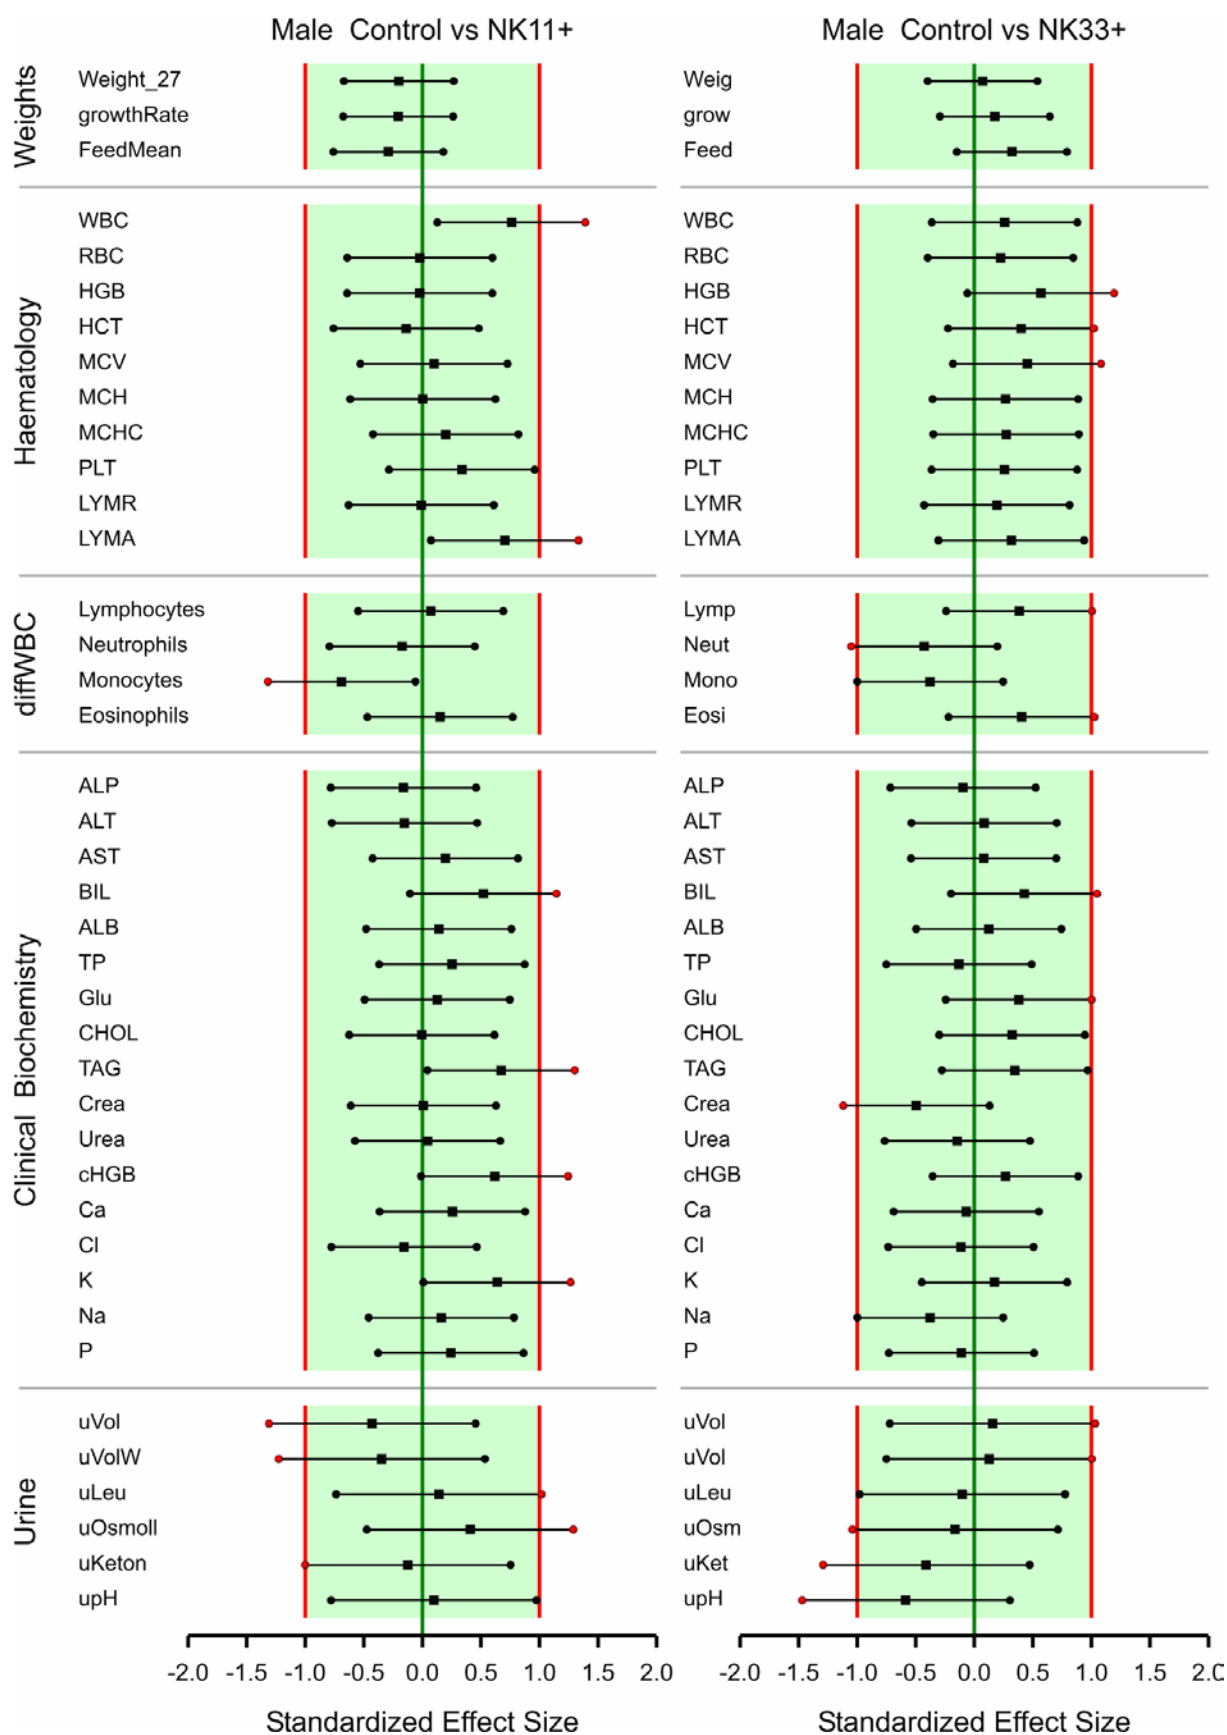 Male Control vs NK11+
Male Control vs NK33+
Weights
Weight_27
growthRate
FeedMean
Weig
grow
Feed
Haematology
WBC
RBC
HGB
HCT
MCV
MCH
MCHC
PLT
LYMR
LYMA
WBC
RBC
HGB
HCT
MCV
MCH
MCHC
PLT
LYMR
LYMA
diffWBC
Lymphocytes
Neutrophils
Monocytes
Eosinophils
Lymp
Neut
Mono
Eosi
Clinical Biochemistry
ALP
ALT
AST
BIL
ALB
TP
Glu
CHOL
TAG
Crea
Urea
cHGB
Ca
Cl
K
Na
P
ALP
ALT
AST
BIL
ALB
TP
Glu
CHOL
TAG
Crea
Urea
cHGB
Ca
Cl
K
Na
P
Urine
uVol
uVolW
uLeu
uOsmoll
uKeton
upH
uVol
uVol
uLeu
uOsm
uKet
upH
-2.0 -1.5 -1.0 -0.5 0.0 0.5 1.0 1.5 2.0
-2.0 -1.5 -1.0 -0.5 0.0 0.5 1.0 1.5 2.0
Standardized Effect Size
Standardized Effect Size